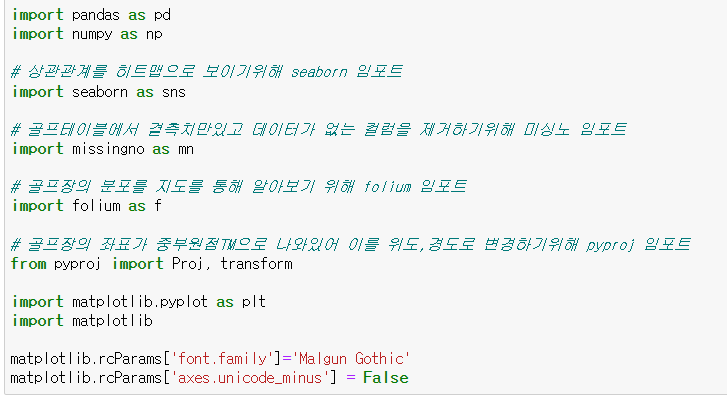 import pandas as pd
import numpy as np
# 상관관계를 히트맵으로 보이기위해 seaborn 임포트
import seaborn as sns
# 골프테이블에서 결측치만있고 데이터가 없는 컬럼을 제거하기위해 미싱노 임포트
import missingno as mn
# 골프장의 분포를 지도를 통해 알아보기 위해 folium 임포트
import folium as f
# 골프장의 좌표가 중부원점TM으로 나와있어 이를 위도,경도로 변경하기위해 pyproj 임포트
from pyproj import Proj, transform
import matplotlib.pyplot as plt
import matplotlib
matplotlib.rcParams['font.family']='Malgun Gothic'
matplotlib.rcParams['axes.unicode_minus'] = False